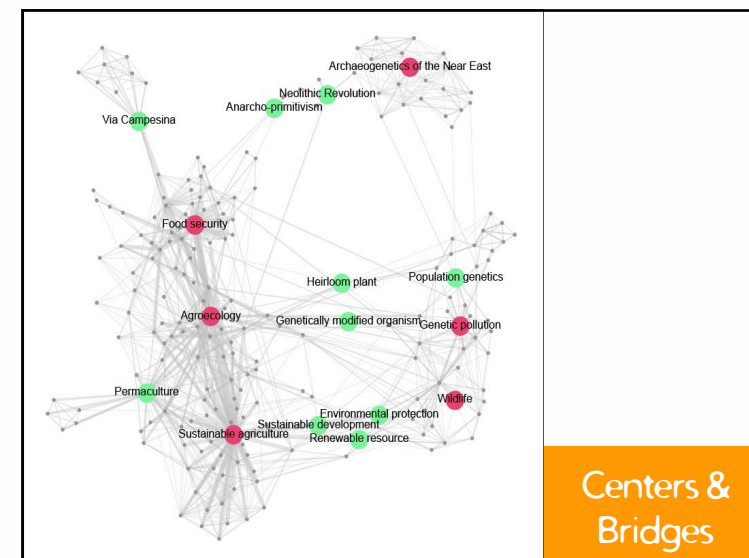 Archaeogenetics of the Near East
Neolithic Revolution
Anarcho-primitivism
Via Campesina
Food security
Heirloom plant
Population genetics
Agroecology
Genetically modified organism
Genetic pollution
Permaculture
Wildlife
Environmental protection
Sustainable development
Sustainable agriculture
Renewable resource
Centers &
Bridges